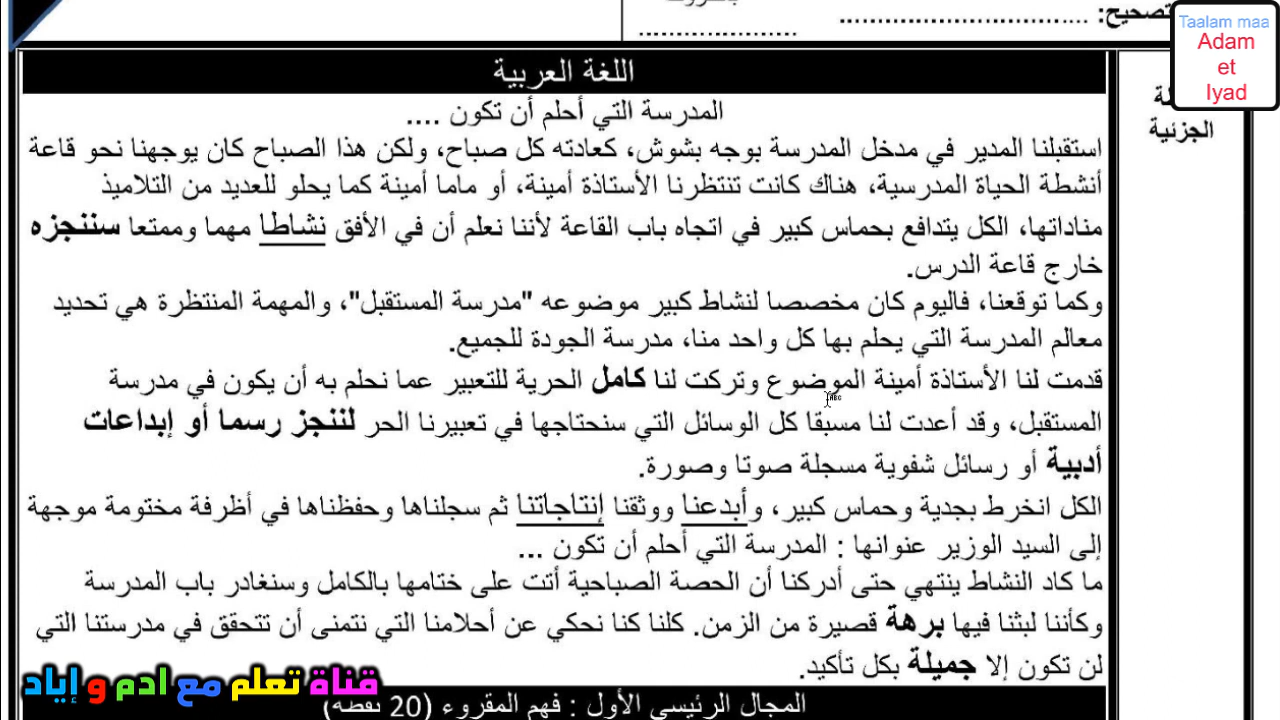 تصحيح: ....................................
......................
Taalam maa
Adam
et
Iyad
الجزئية
اللغة العربية
المدرسة التي أحلم أن تكون ....
استقبلنا المدير في مدخل المدرسة بوجه بشوش، كعادته كل صباح، ولكن هذا الصباح كان يوجهنا نحو قاعة
أنشطة الحياة المدرسية، هناك كانت تنتظرنا الأستاذة أمينة، أو ماما أمينة كما يحلو للعديد من التلاميذ
مناداتها، الكل يتدافع بحماس كبير في اتجاه باب القاعة لأننا نعلم أن في الأفق نشاطا مهما وممتعا سننجزه
خارج قاعة الدرس.
وكما توقعنا، فاليوم كان مخصصا لنشاط كبير موضوعه "مدرسة المستقبل"، والمهمة المنتظرة هي تحديد
معالم المدرسة التي يحلم بها كل واحد منا، مدرسة الجودة للجميع.
قدمت لنا الأستاذة أمينة الموضوع وتركت لنا كامل الحرية للتعبير عما نحلم به أن يكون في مدرسة
المستقبل، وقد أعدت لنا مسبقا كل الوسائل التي سنحتاجها في تعبيرنا الحر لننجز رسما أو إبداعات
أدبية أو رسائل شفوية مسجلة صوتا وصورة.
الكل انخرط بجدية وحماس كبير، وأبدعنا ووثقنا إنتاجاتنا ثم سجلناها وحفظناها في أظرفة مختومة موجهة
إلى السيد الوزير عنوانها : المدرسة التي أحلم أن تكون ...
ما كاد النشاط ينتهي حتى أدركنا أن الحصة الصباحية أتت على ختامها بالكامل وسنغادر باب المدرسة
وكأننا لبثنا فيها برهة قصيرة من الزمن. كلنا كنا نحكي عن أحلامنا التي نتمنى أن تتحقق في مدرستنا التي
لن تكون إلا جميلة بكل تأكيد.
قناة تعلم مع ادم و إياد
المجال الرئيسي الأول : فهم المقروء (20 نقطة)